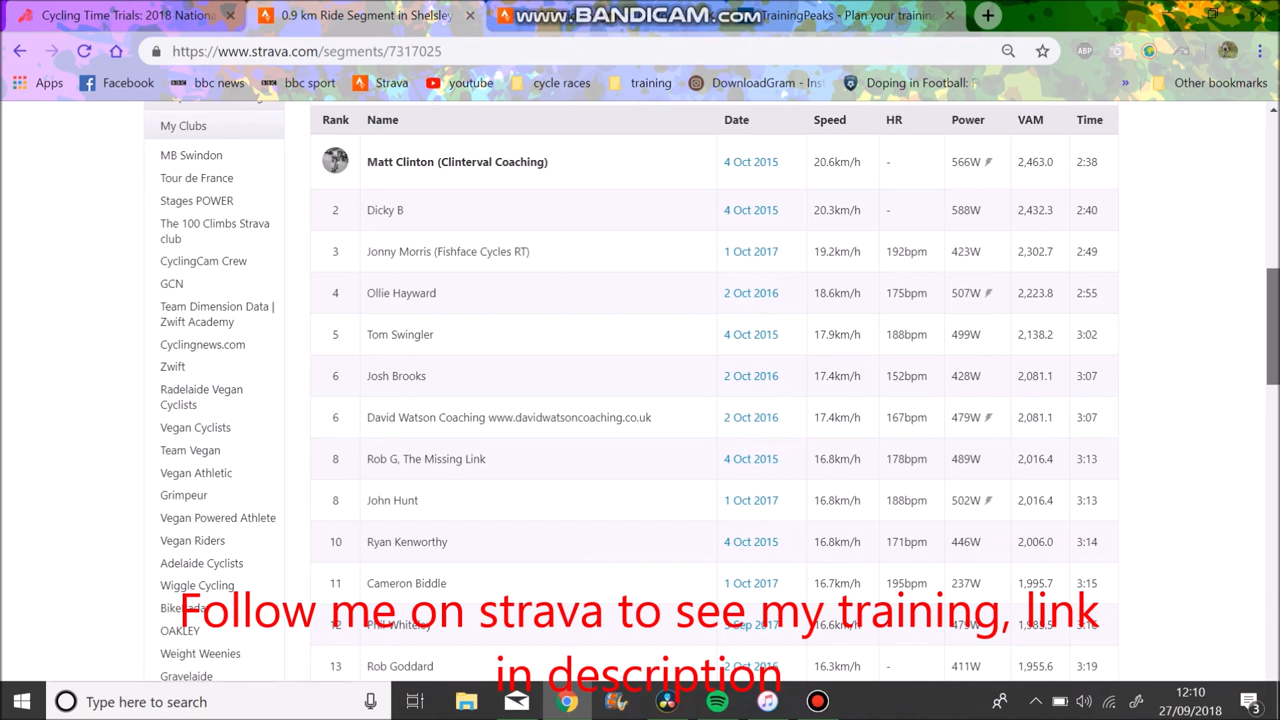 Cycling Time Trials: 2018 Nationa
0.9 km Ride Segment in Shelsley
www.BANDICAM.com
TrainingPeaks - Plan your training
https://www.strava.com/segments/7317025
ABP
Apps Facebook bbc news bbc sport Strava youtube cycle races training DownloadGram - Inst Doping in Football: F » Other bookmarks
My Clubs
MB Swindon
Tour de France
Stages POWER
The 100 Climbs Strava
club
CyclingCam Crew
GCN
Team Dimension Data |
Zwift Academy
Cyclingnews.com
Zwift
Radelaide Vegan
Cyclists
Vegan Cyclists
Team Vegan
Vegan Athletic
Grimpeur
Vegan Powered Athlete
Vegan Riders
Adelaide Cyclists
Wiggle Cycling
OAKLEY
Weight Weenies
Gravelaide
Rank Name Date Speed HR Power VAM Time
Matt Clinton (Clinterval Coaching) 4 Oct 2015 20.6km/h - 566W 2,463.0 2:38
2 Dicky B 4 Oct 2015 20.3km/h - 588W 2,432.3 2:40
3 Jonny Morris (Fishface Cycles RT) 1 Oct 2017 19.2km/h 192bpm 423W 2,302.7 2:49
4 Ollie Hayward 2 Oct 2016 18.6km/h 175bpm 507W 2,223.8 2:55
5 Tom Swingler 4 Oct 2015 17.9km/h 188bpm 499W 2,138.2 3:02
6 Josh Brooks 2 Oct 2016 17.4km/h 152bpm 428W 2,081.1 3:07
6 David Watson Coaching www.davidwatsoncoaching.co.uk 2 Oct 2016 17.4km/h 167bpm 479W 2,081.1 3:07
8 Rob G, The Missing Link 4 Oct 2015 16.8km/h 178bpm 489W 2,016.4 3:13
8 John Hunt 1 Oct 2017 16.8km/h 188bpm 502W 2,016.4 3:13
10 Ryan Kenworthy 4 Oct 2015 16.8km/h 171bpm 446W 2,006.0 3:14
11 Cameron Biddle 1 Oct 2017 16.7km/h 195bpm 237W 1,995.7 3:15
12 Phil Whiteley Sep 2017 16.6km/h
13 Rob Goddard 2 Oct 2016 16.3km/h - 411W 1,955.6 3:19
Follow me on strava to see my training, link
in description
Type here to search
12:10
27/09/2018
3